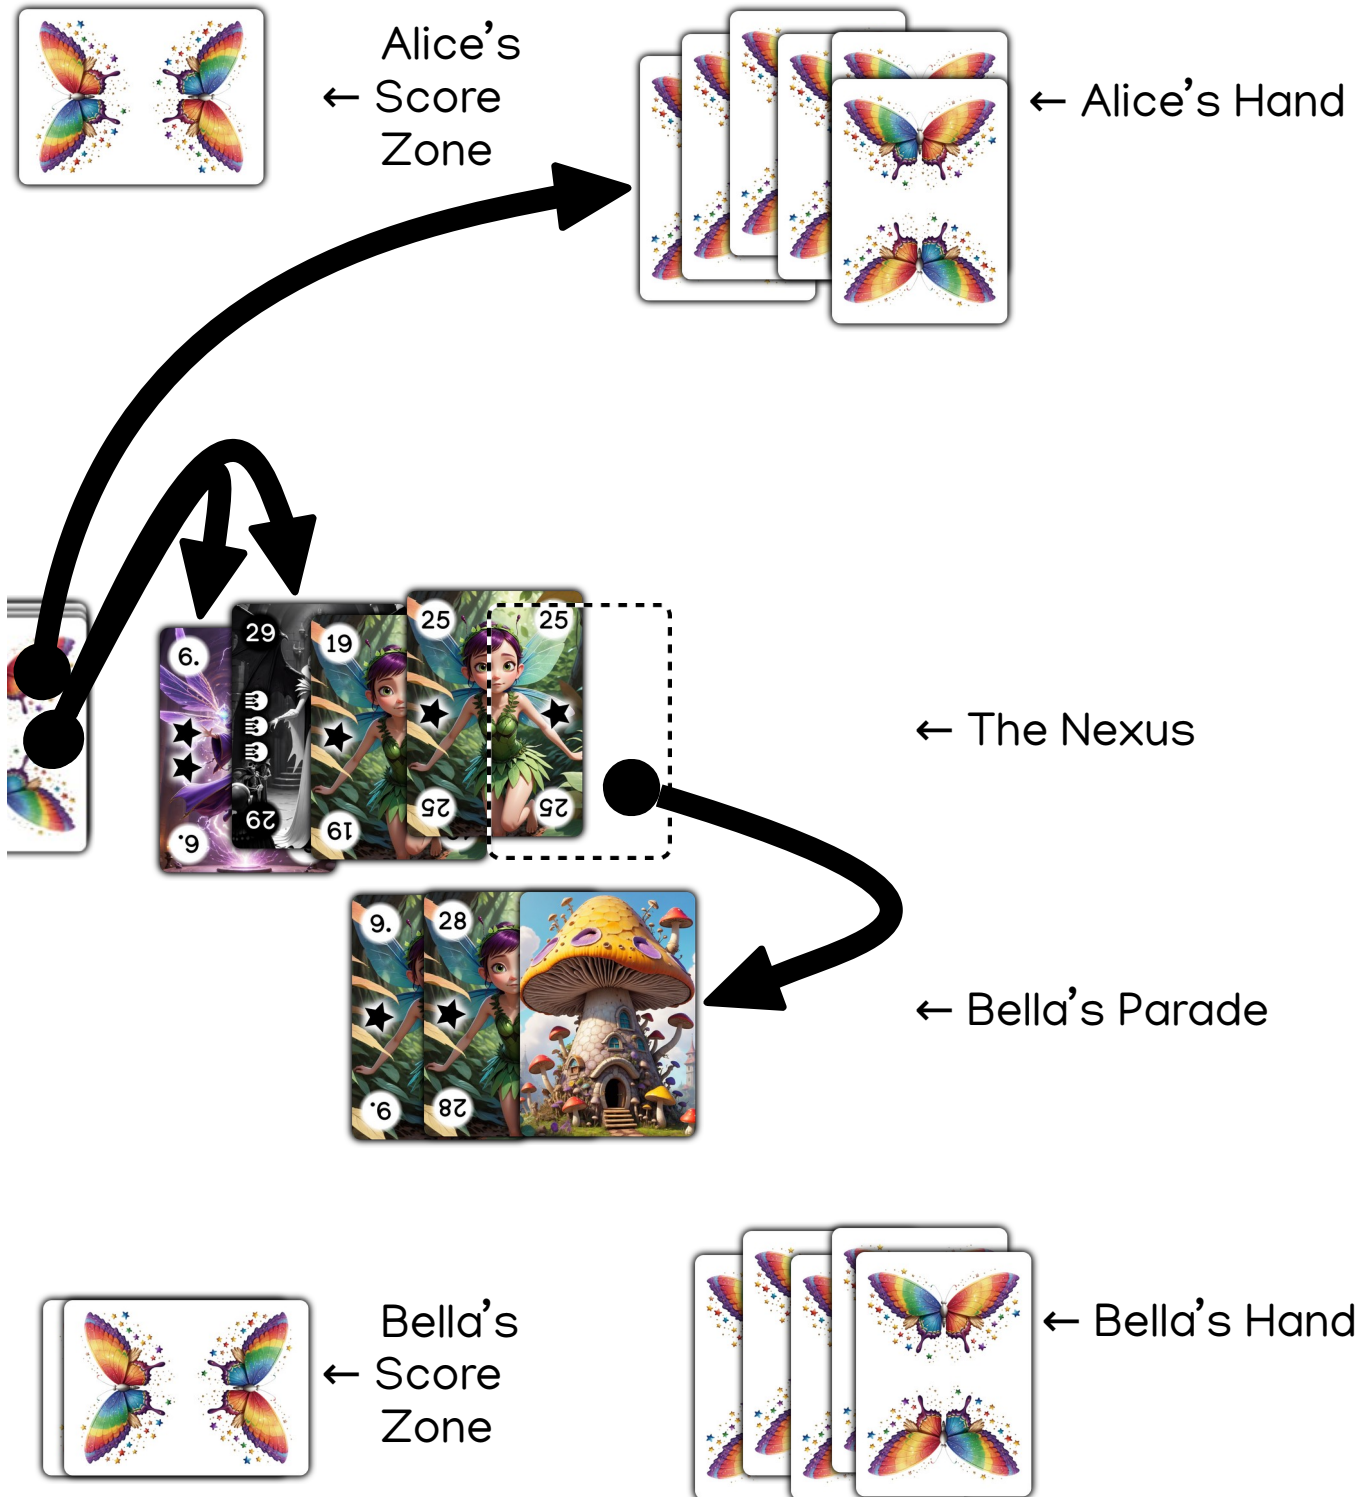 Alice's
← Score
Zone
← Alice's Hand
6.
29
19
25
25
← The Nexus
6.
29
19
25
25
9.
28
← Bella's Parade
9.
28
Bella's
← Score
Zone
← Bella's Hand